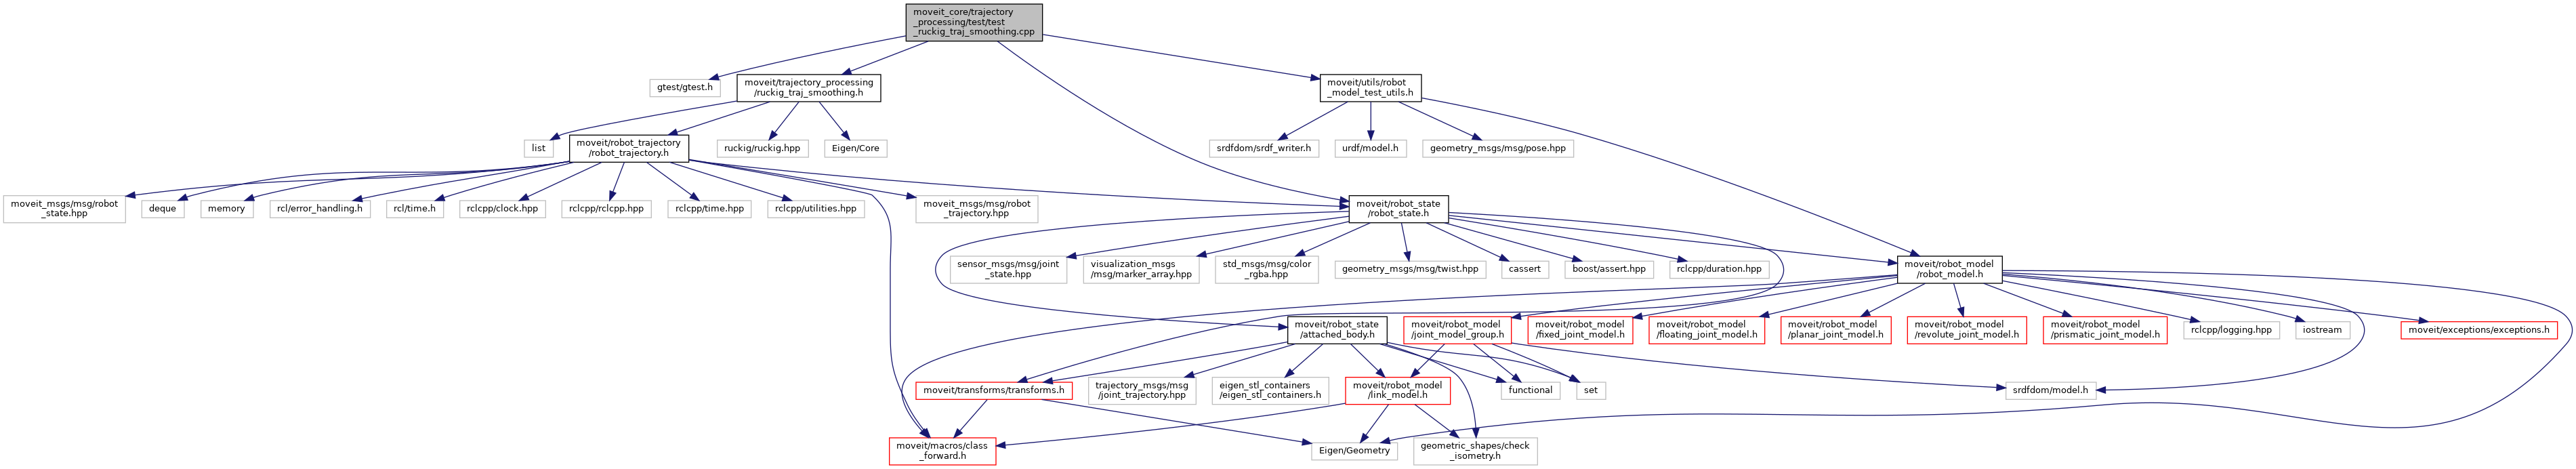 moveit_core/trajectory
_processing/test/test
_ruckig_traj_smoothing.cpp
gtest/gtest.h
moveit/trajectory_processing
/ruckig_traj_smoothing.h
moveit/utils/robot
_model_test_utils.h
list
moveit/robot_trajectory
/robot_trajectory.h
ruckig/ruckig.hpp
Eigen/Core
srdfdom/srdf_writer.h
urdf/model.h
geometry_msgs/msg/pose.hpp
moveit_msgs/msg/robot
_state.hpp
deque
memory
rcl/error_handling.h
rcl/time.h
rclcpp/clock.hpp
rclcpp/rclcpp.hpp
rclcpp/time.hpp
rclcpp/utilities.hpp
moveit_msgs/msg/robot
_trajectory.hpp
moveit/robot_state
/robot_state.h
sensor_msgs/msg/joint
_state.hpp
visualization_msgs
/msg/marker_array.hpp
std_msgs/msg/color
_rgba.hpp
geometry_msgs/msg/twist.hpp
cassert
boost/assert.hpp
rclcpp/duration.hpp
moveit/robot_model
/robot_model.h
moveit/robot_state
/attached_body.h
moveit/robot_model
/joint_model_group.h
moveit/robot_model
/fixed_joint_model.h
moveit/robot_model
/floating_joint_model.h
moveit/robot_model
/planar_joint_model.h
moveit/robot_model
/revolute_joint_model.h
moveit/robot_model
/prismatic_joint_model.h
rclcpp/logging.hpp
iostream
moveit/exceptions/exceptions.h
moveit/transforms/transforms.h
trajectory_msgs/msg
/joint_trajectory.hpp
eigen_stl_containers
/eigen_stl_containers.h
moveit/robot_model
/link_model.h
functional
set
srdfdom/model.h
moveit/macros/class
_forward.h
Eigen/Geometry
geometric_shapes/check
_isometry.h